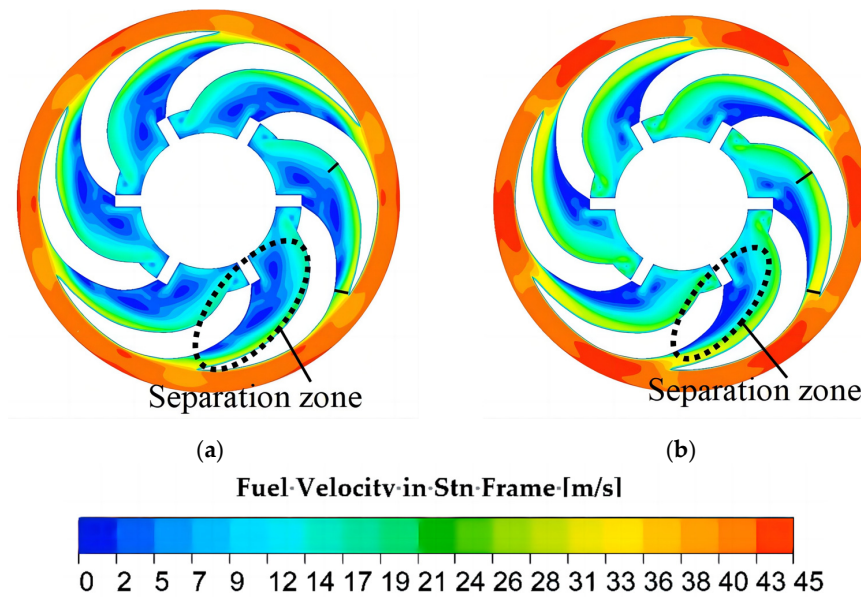 Separation zone
Separation zone
(a)
(b)
Fuel·Velocity·in·Stn·Frame·[m/s]
0 2 5 7 9 12 14 17 19 21 24 26 28 31 33 36 38 40 43 45